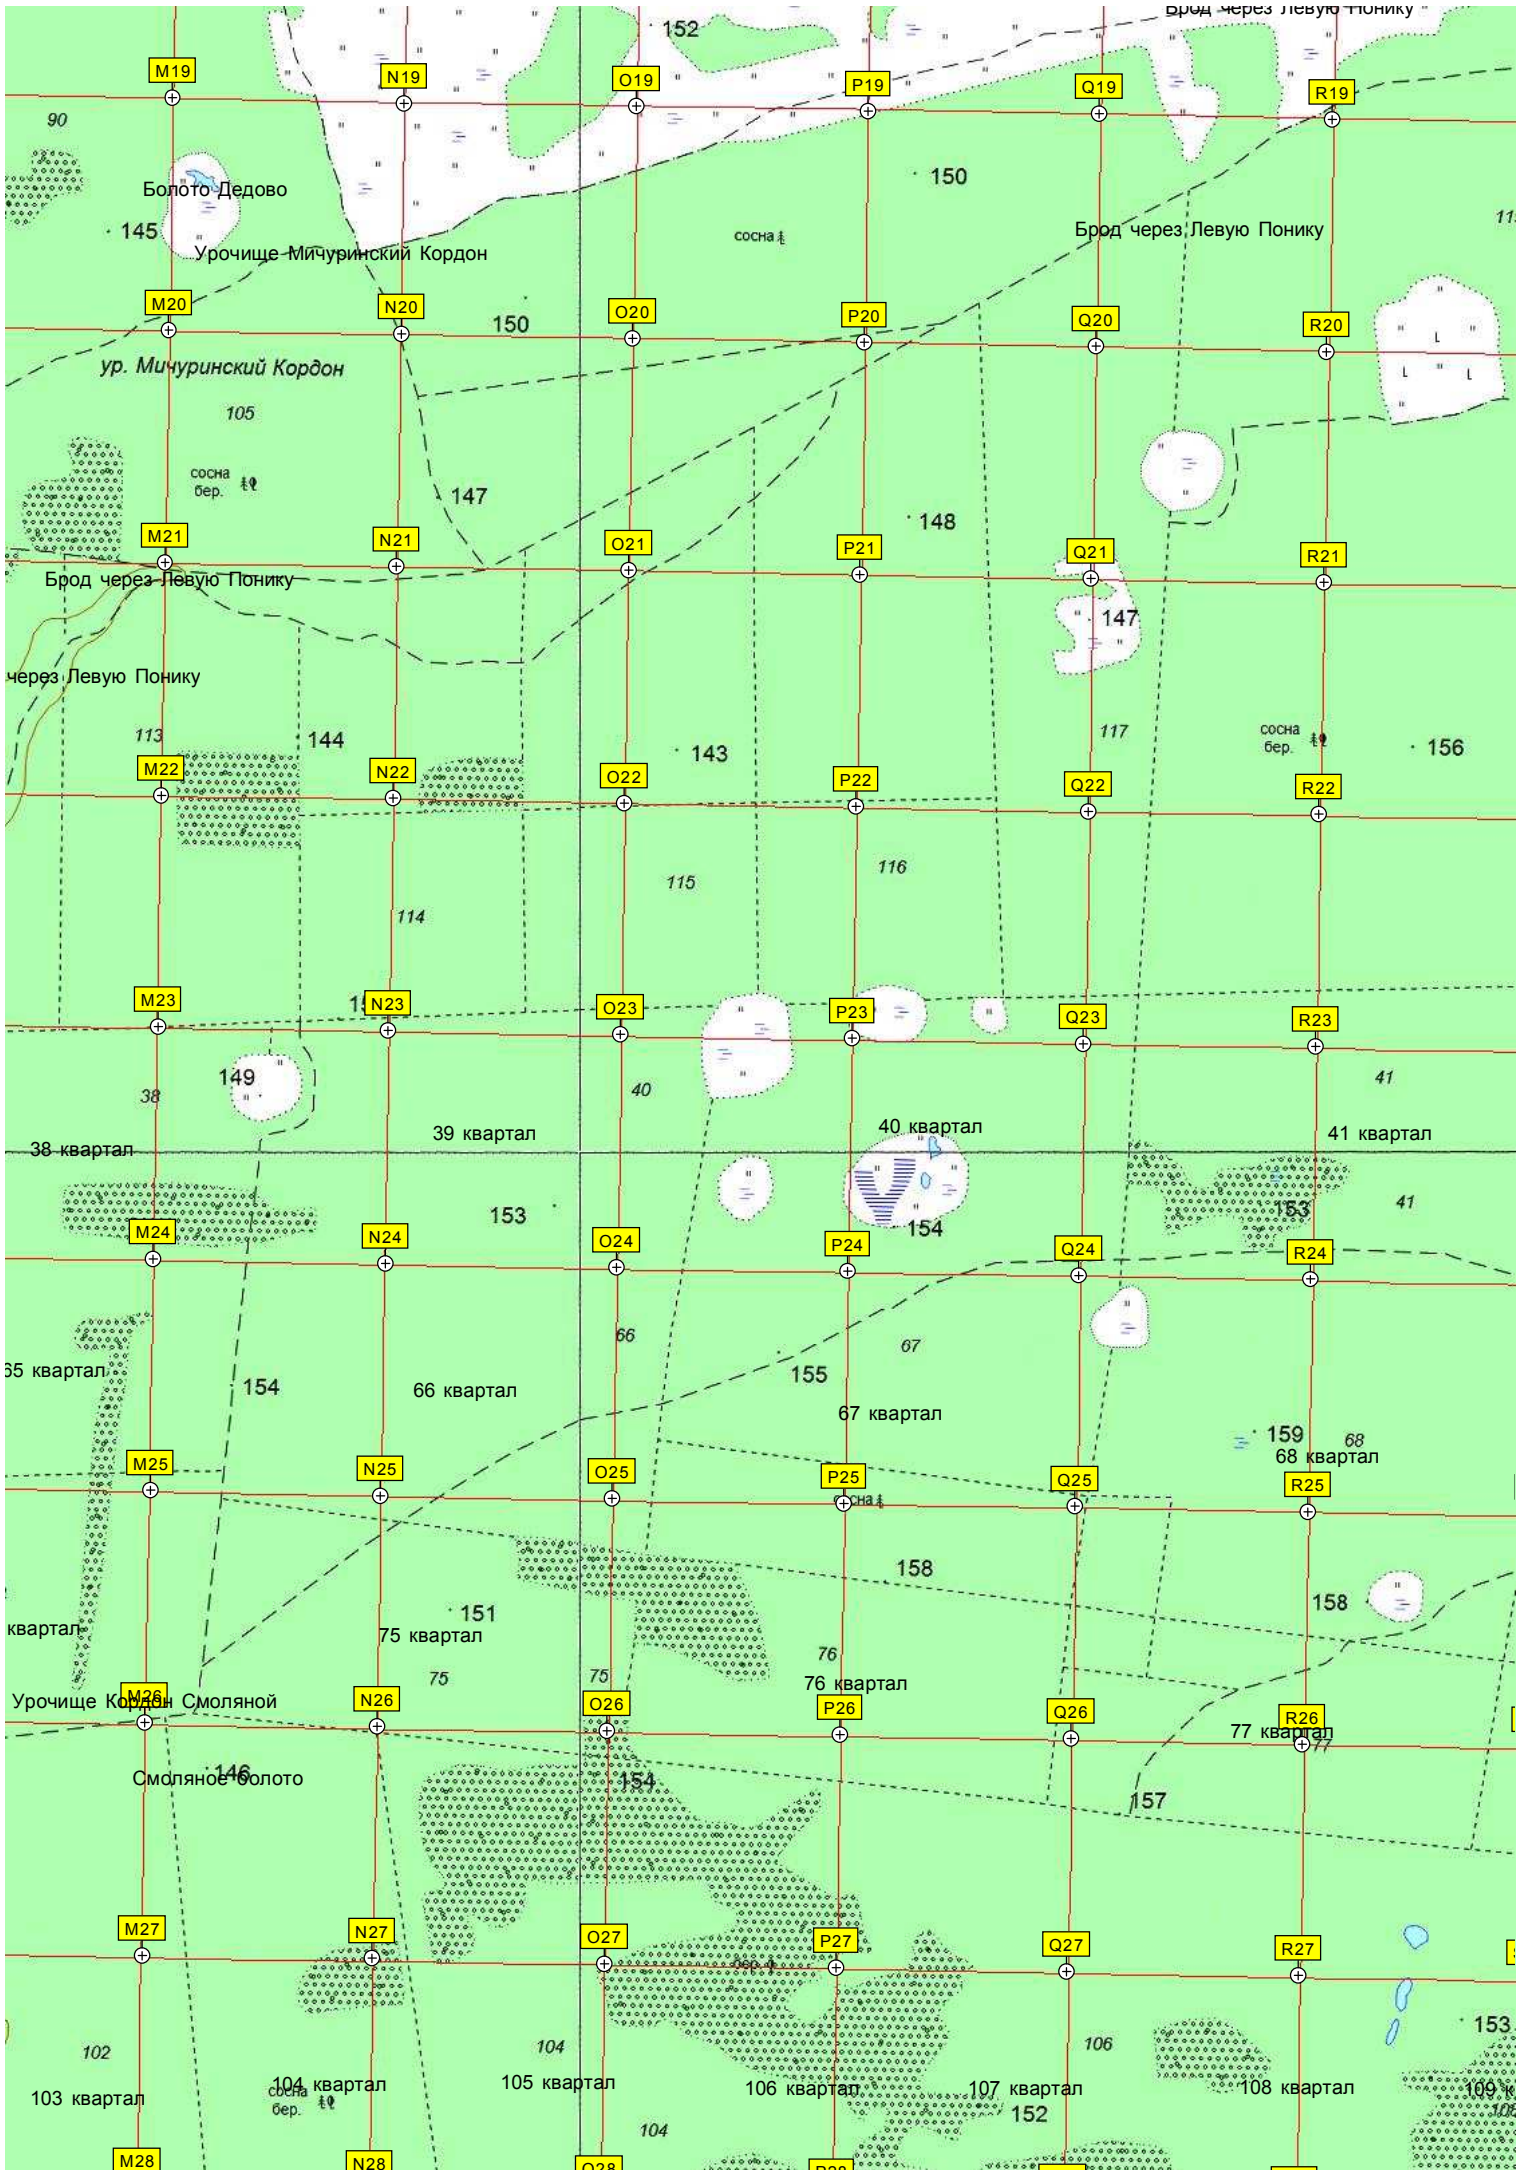 Брод через Левую Понику
152
M19
N19
O19
P19
Q19
R19
90
150
Болото Дедово
145
сосна
Брод через Левую Понику
Урочище Мичуринский Кордон
M20
N20
150
O20
P20
Q20
R20
ур. Мичуринский Кордон
105
сосна
бер.
147
148
M21
N21
O21
P21
Q21
R21
Брод через Левую Понику
147
через Левую Понику
113
144
143
117
сосна
бер.
156
M22
N22
O22
P22
Q22
R22
115
116
114
M23
N23
O23
P23
Q23
R23
149
38
40
41
38 квартал
39 квартал
40 квартал
41 квартал
153
154
153
41
M24
N24
O24
P24
Q24
R24
66
67
65 квартал
154
66 квартал
155
67 квартал
159
68
68 квартал
M25
N25
O25
P25
Q25
R25
сосна
158
158
квартал
151
75 квартал
75
75
76
76 квартал
Урочище Кордон Смоляной
M26
N26
O26
P26
Q26
R26
77 квартал
77
146
Смоляное болото
154
157
M27
N27
O27
P27
Q27
R27
бер.
153
102
104
106
103 квартал
104 квартал
105 квартал
106 квартал
107 квартал
108 квартал
сосна
бер.
152
104
M28
N28
O28
P28